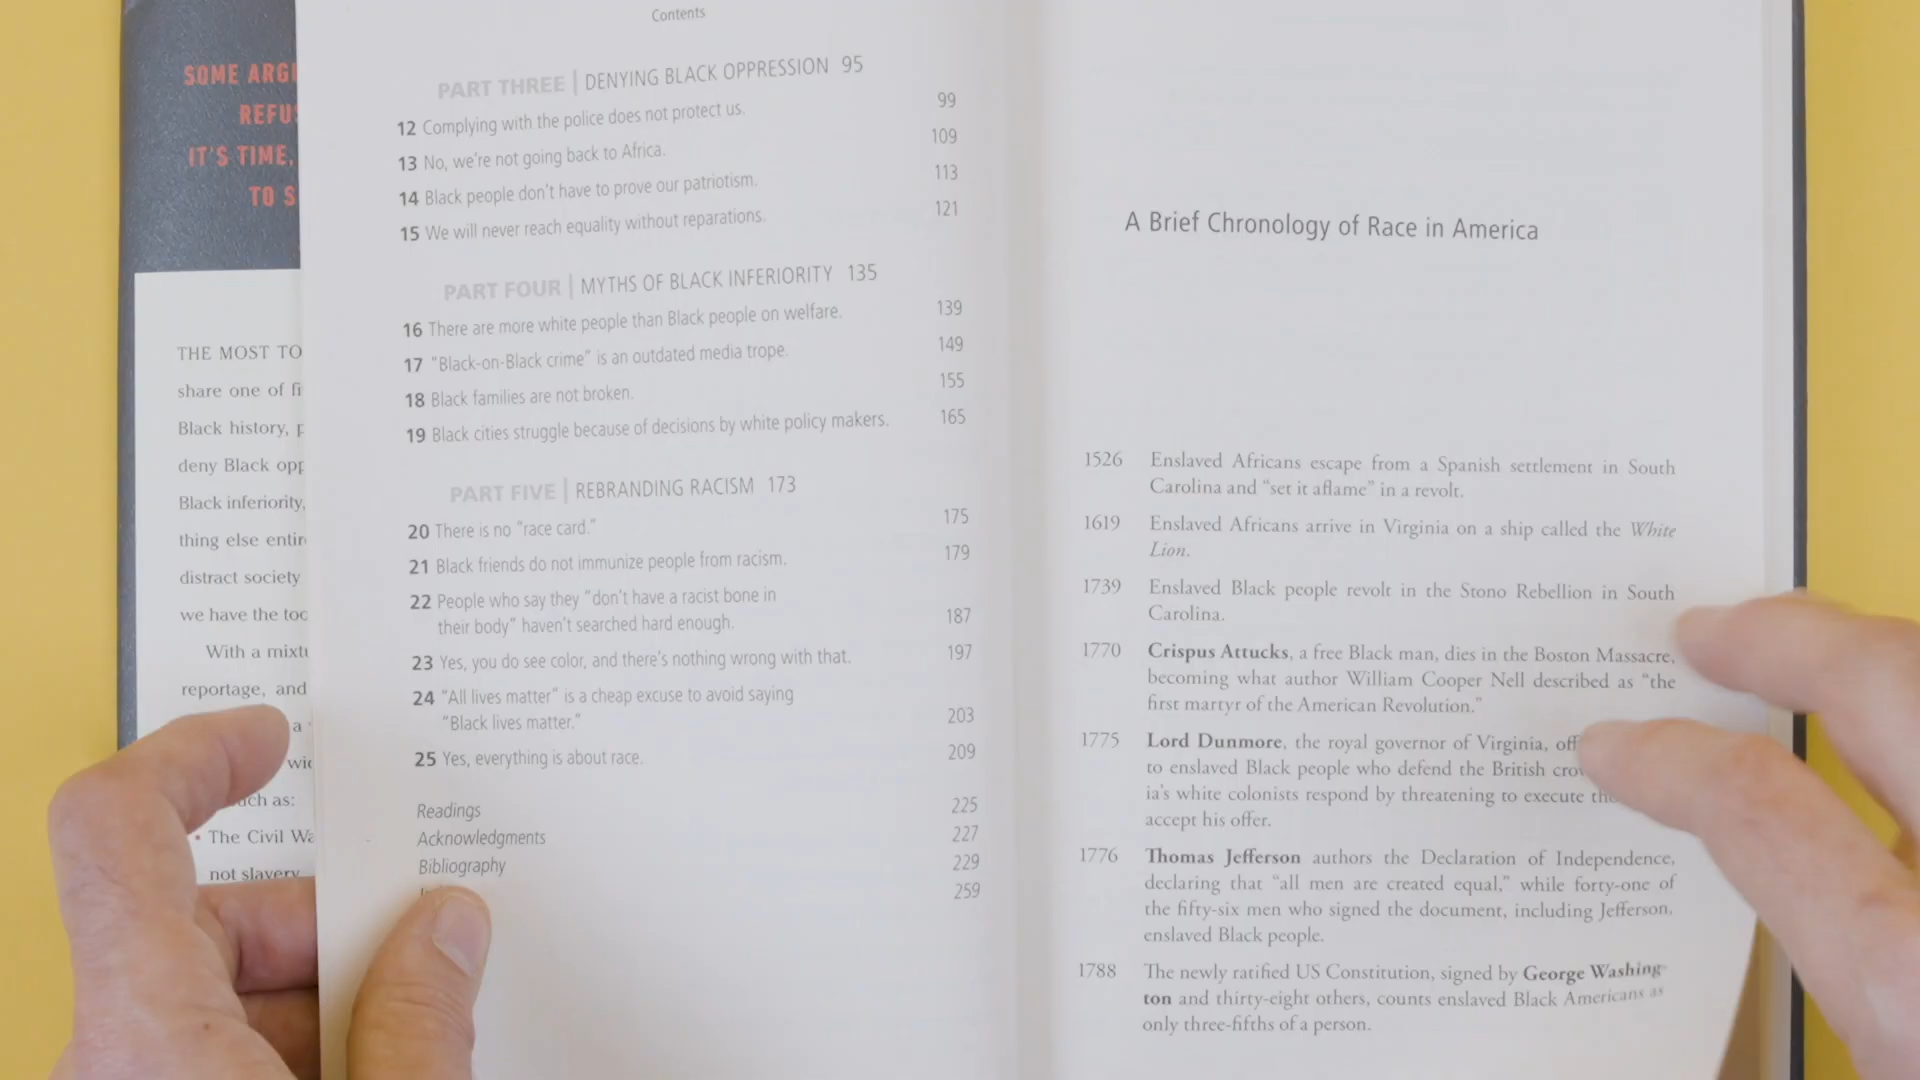 SOME
REFUS
IT'S TIME,
TO S
THE MOST TO
share one of
Black history,
deny Black
Black inferiority,
thing else
distract society
we have the
With a
reportage, and
a
such as:
• The Civil
not slavery
Contents
PART THREE | DENYING BLACK OPPRESSION 95
12 Complying with the police does not protect us. 99
13 No, we're not going back to Africa. 109
14 Black people don't have to prove our patriotism. 113
15 We will never reach equality without reparations. 121
PART FOUR | MYTHS OF BLACK INFERIORITY 135
16 There are more white people than Black people on welfare. 139
17 "Black-on-Black crime" is an outdated media trope. 149
18 Black families are not broken. 155
19 Black cities struggle because of decisions by white policy makers. 165
PART FIVE | REBRANDING RACISM 173
20 There is no "race card." 175
21 Black friends do not immunize people from racism. 179
22 People who say they "don't have a racist bone in
their body" haven't searched hard enough. 187
23 Yes, you do see color, and there's nothing wrong with that. 197
24 "All lives matter" is a cheap excuse to avoid saying
"Black lives matter." 203
25 Yes, everything is about race. 209
Readings 225
Acknowledgments 227
Bibliography 229
259
A Brief Chronology of Race in America
1526 Enslaved Africans escape from a Spanish settlement in South
Carolina and "set it aflame" in a revolt.
1619 Enslaved Africans arrive in Virginia on a ship called the White
Lion.
1739 Enslaved Black people revolt in the Stono Rebellion in South
Carolina.
1770 Crispus Attucks, a free Black man, dies in the Boston Massacre,
becoming what author William Cooper Nell described as "the
first martyr of the American Revolution."
1775 Lord Dunmore, the royal governor of Virginia,
to enslaved Black people who defend the British
ia's white colonists respond by threatening to execute
accept his offer.
1776 Thomas Jefferson authors the Declaration of Independence,
declaring that "all men are created equal," while forty-one of
the fifty-six men who signed the document, including Jefferson,
enslaved Black people.
1788 The newly ratified US Constitution, signed by George Washing-
ton and thirty-eight others, counts enslaved Black Americans as
only three-fifths of a person.